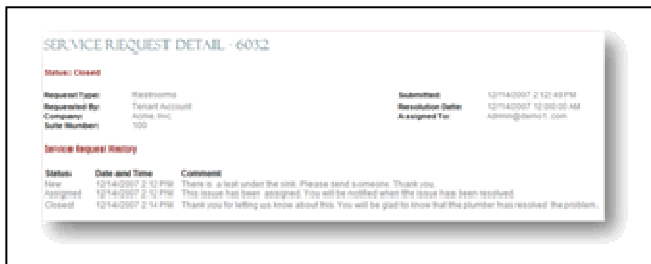 SERVICE REQUEST DETAIL - 6032
Status: Closed
Request Type: Restrooms Submitted: 12/14/2007 2:12:49 PM
Requested By: Tenant Account Resolution Date: 12/14/2007 12:00:00 AM
Company: Acme, Inc. Assigned To: Admin@demo1.com
Suite Number: 100
Service Request History
Status Date and Time Comment
New 12/14/2007 2:12 PM There is a leak under the sink. Please send someone. Thank you.
Assigned 12/14/2007 2:12 PM This issue has been assigned. You will be notified when the issue has been resolved.
Closed 12/14/2007 2:14 PM Thank you for letting us know about this. You will be glad to know that the plumber has resolved the problem.